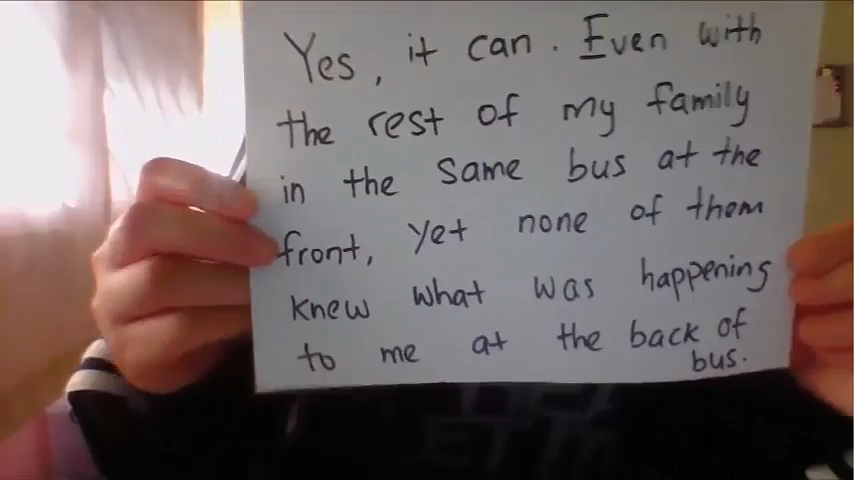 Yes, it can. Even with
the rest of my family
in the same bus at the
front, yet none of them
knew what was happening
to me at the back of
bus.